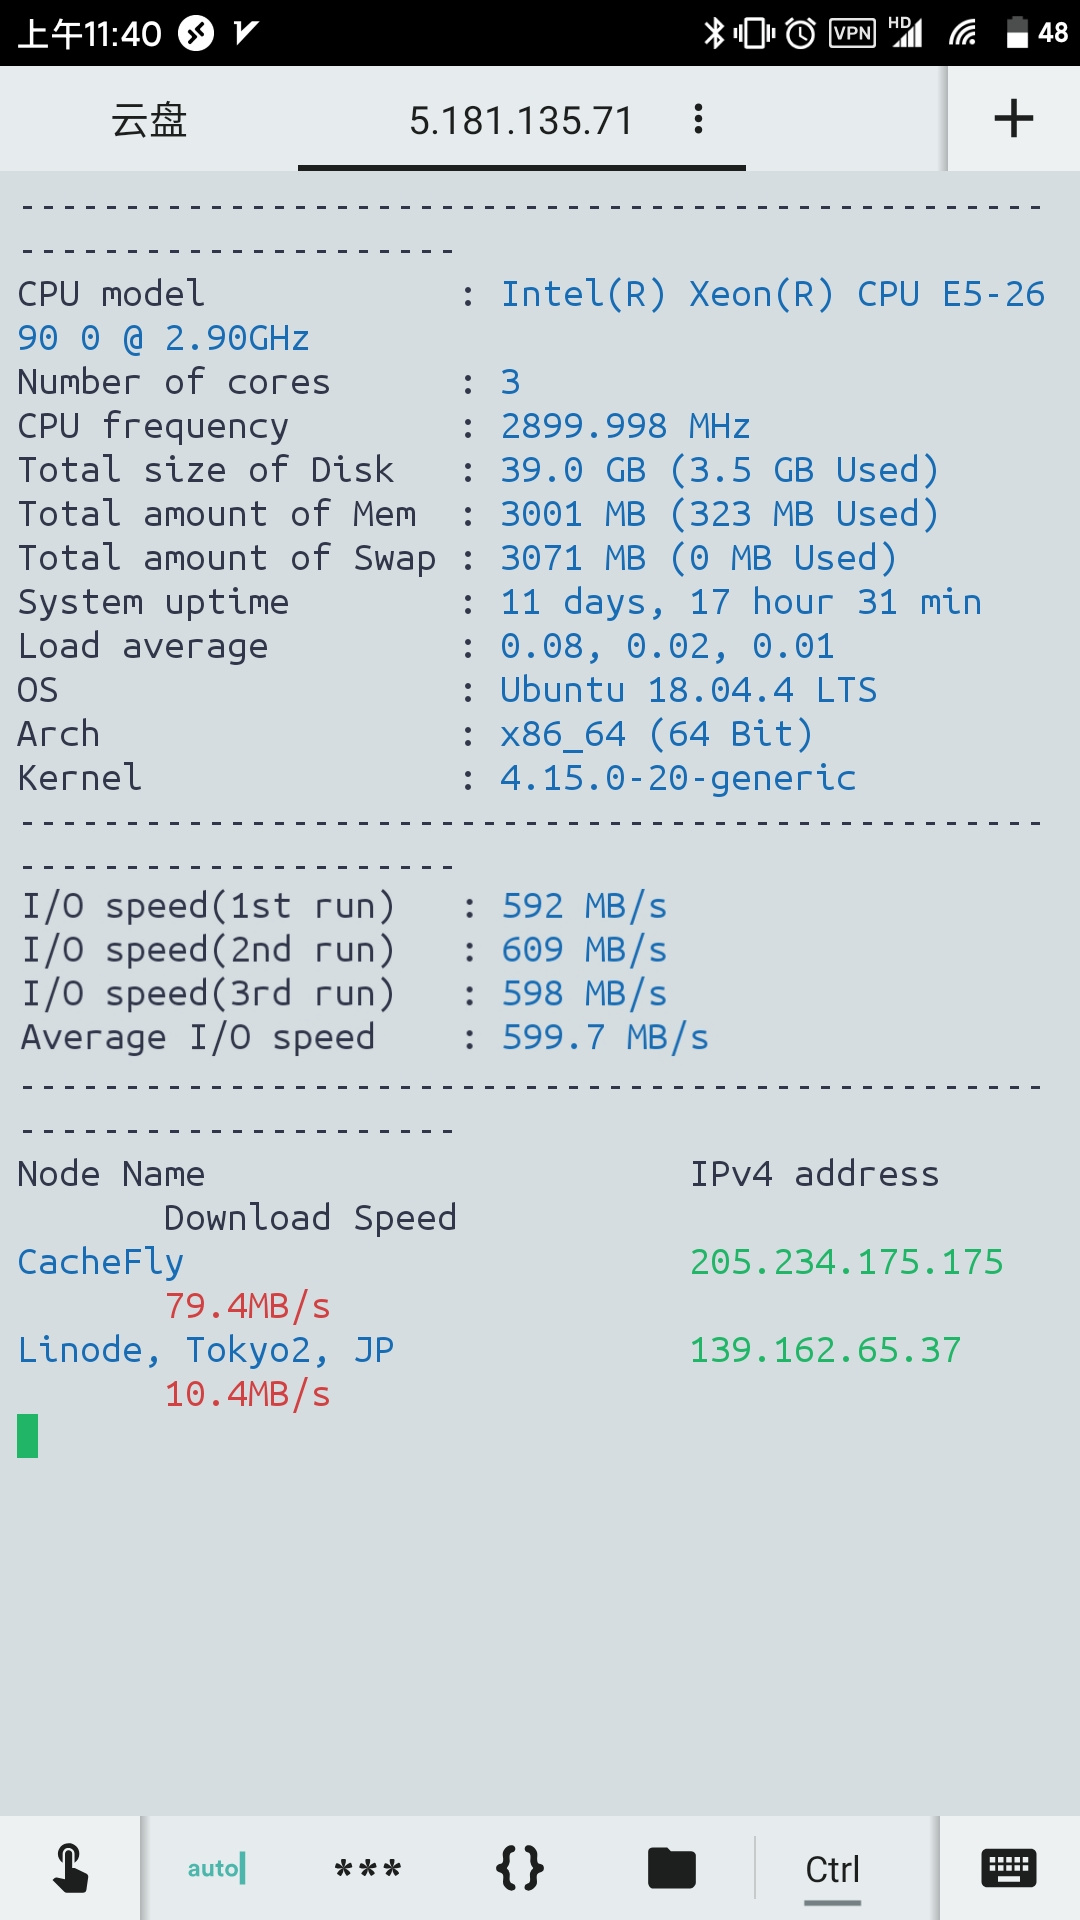 上午11:40 VPN HD 48
云盘 5.181.135.71
-------------------------------------------------
---------------------
CPU model : Intel(R) Xeon(R) CPU E5-26
90 0 @ 2.90GHz
Number of cores : 3
CPU frequency : 2899.998 MHz
Total size of Disk : 39.0 GB (3.5 GB Used)
Total amount of Mem : 3001 MB (323 MB Used)
Total amount of Swap : 3071 MB (0 MB Used)
System uptime : 11 days, 17 hour 31 min
Load average : 0.08, 0.02, 0.01
OS : Ubuntu 18.04.4 LTS
Arch : x86_64 (64 Bit)
Kernel : 4.15.0-20-generic
-------------------------------------------------
---------------------
I/O speed(1st run) : 592 MB/s
I/O speed(2nd run) : 609 MB/s
I/O speed(3rd run) : 598 MB/s
Average I/O speed : 599.7 MB/s
-------------------------------------------------
---------------------
Node Name IPv4 address
Download Speed
CacheFly 205.234.175.175
79.4MB/s
Linode, Tokyo2, JP 139.162.65.37
10.4MB/s
auto *** {} Ctrl